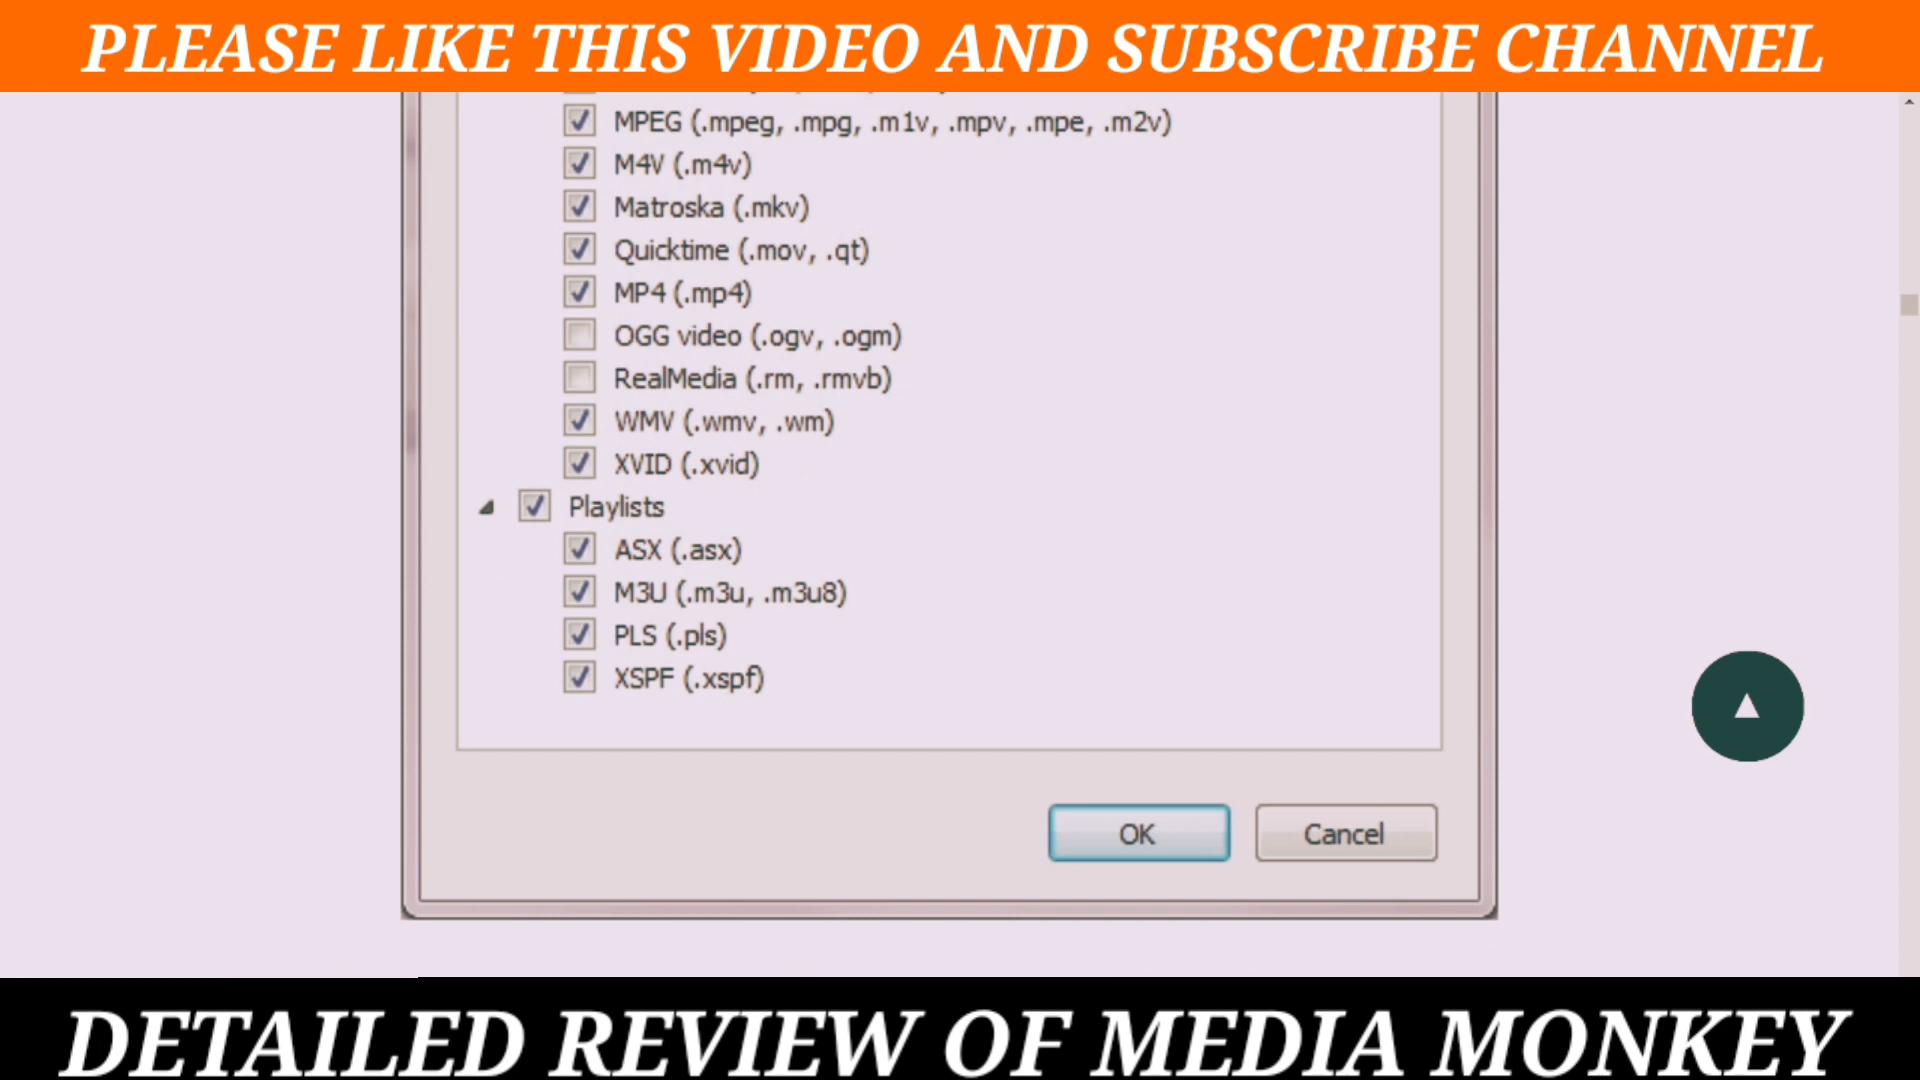 PLEASE LIKE THIS VIDEO AND SUBSCRIBE CHANNEL
MPEG (.mpeg, .mpg, .m1v, .mpv, .mpe, .m2v)
M4V (.m4v)
Matroska (.mkv)
Quicktime (.mov, .qt)
MP4 (.mp4)
OGG video (.ogv, .ogm)
RealMedia (.rm, .rmvb)
WMV (.wmv, .wm)
XVID (.xvid)
Playlists
ASX (.asx)
M3U (.m3u, .m3u8)
PLS (.pls)
XSPF (.xspf)
OK Cancel
DETAILED REVIEW OF MEDIA MONKEY